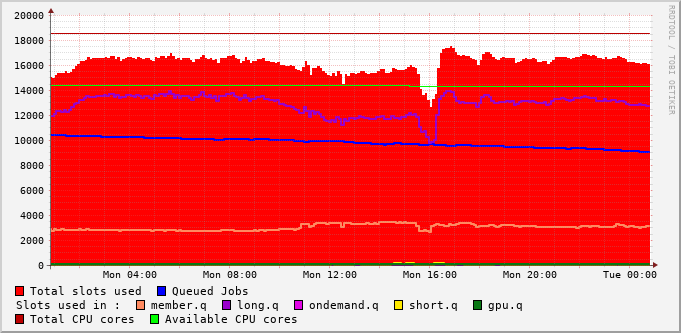 20000
18000
16000
14000
12000
10000
8000
6000
4000
2000
0
Mon 04:00 Mon 08:00 Mon 12:00 Mon 16:00 Mon 20:00 Tue 00:00
RRDTOOL / TOBI OETIKER
Total slots used Queued Jobs
Slots used in : member.q long.q ondemand.q short.q gpu.q
Total CPU cores Available CPU cores